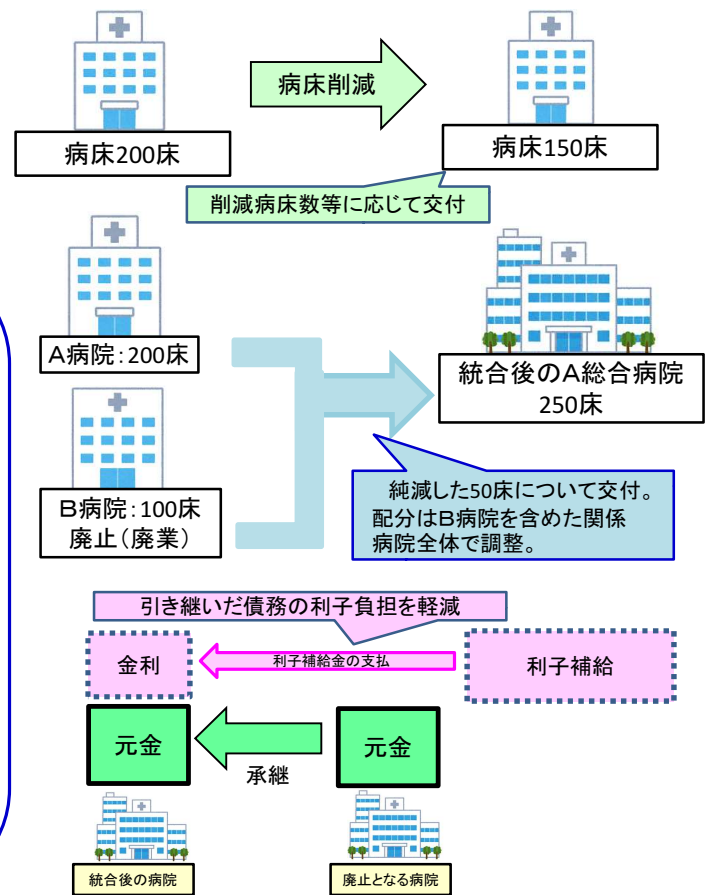 病床削減
病床200床
病床150床
削減病床数等に応じて交付
A病院:200床
統合後のA総合病院
250床
B病院:100床
廃止(廃業)
純減した50床について交付。
配分はB病院を含めた関係
病院全体で調整。
引き継いだ債務の利子負担を軽減
金利
利子補給金の支払
利子補給
元金
元金
承継
統合後の病院
廃止となる病院